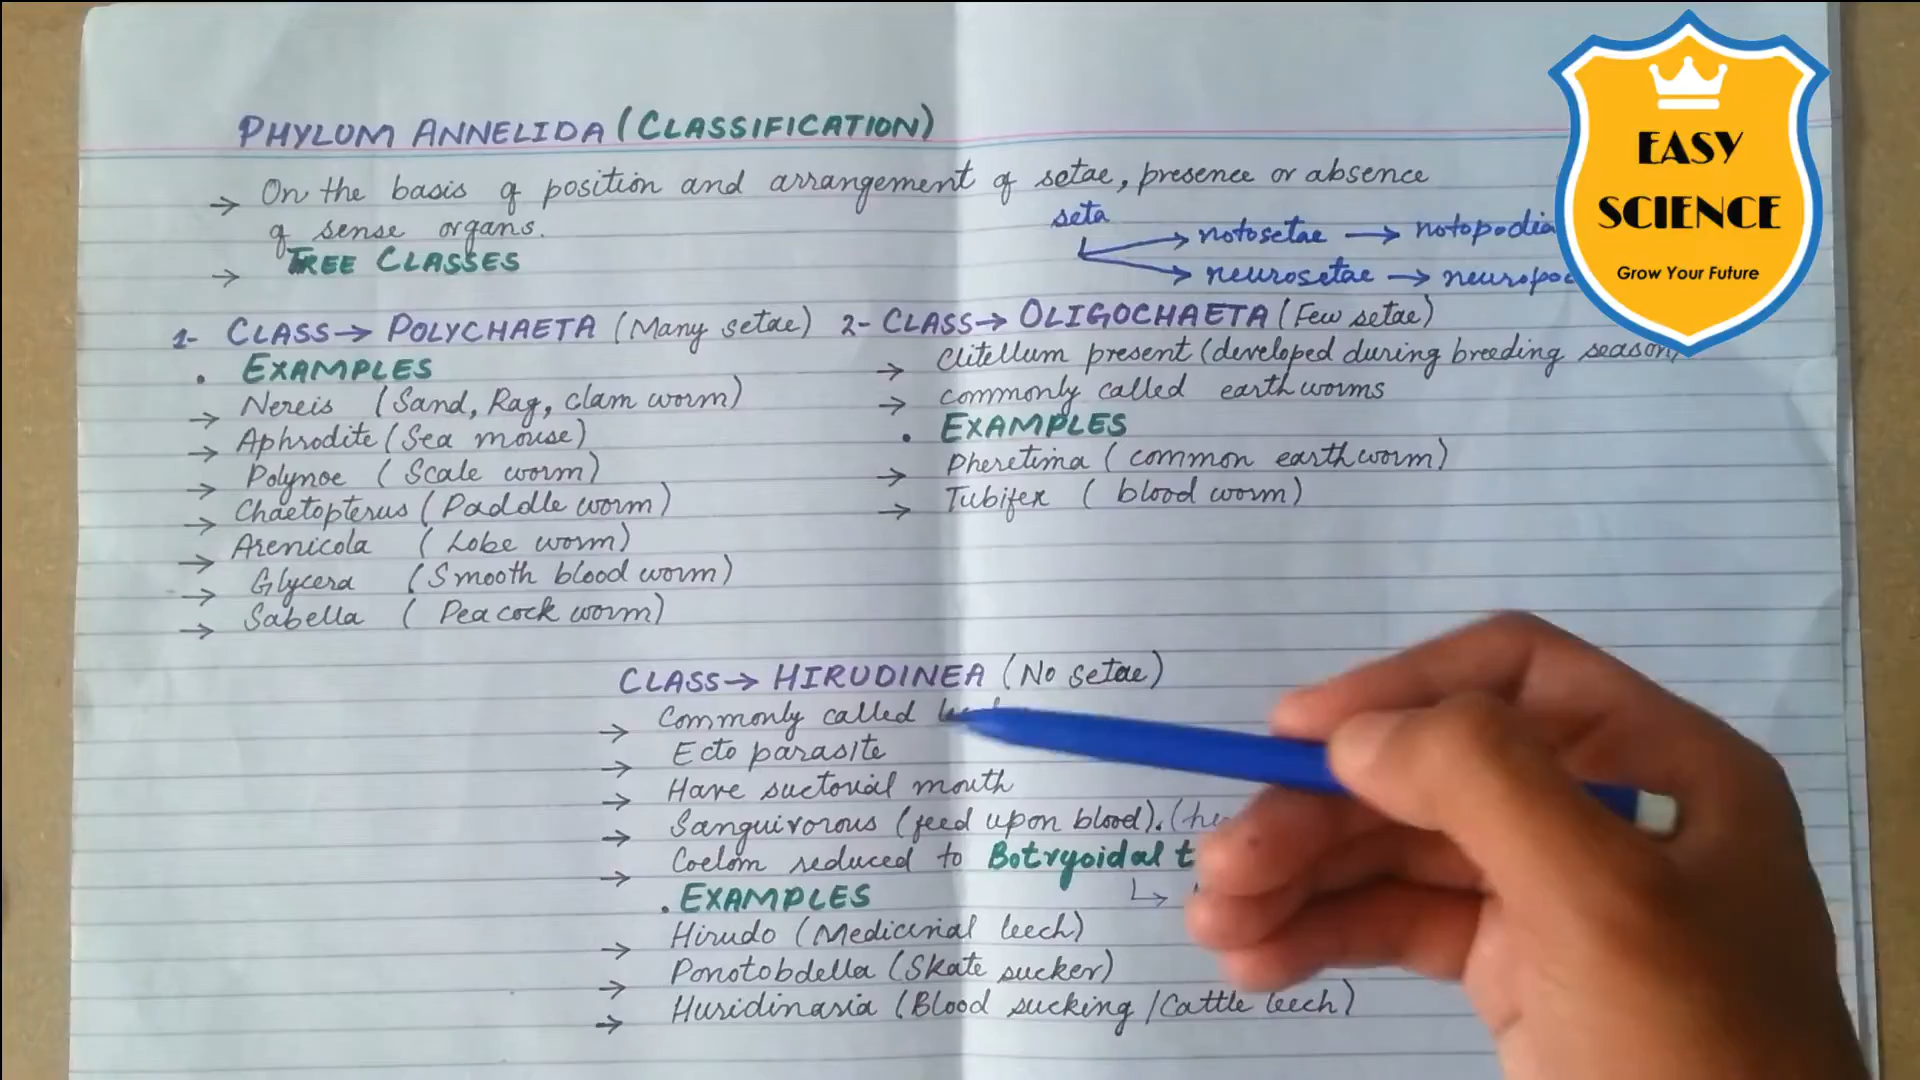 PHYLUM ANNELIDA (CLASSIFICATION)
→ On the basis of position and arrangement of setae, presence or absence
of sense organs.
→ TREE CLASSES
seta
→ notosetae → notopodia
→ neurosetae →
1- CLASS → POLYCHAETA (Many setae)
. EXAMPLES
→ Nereis (Sand, Rag, clam worm)
→ Aphrodite (Sea mouse)
→ Polynoe (Scale worm)
→ Chaetopterus (Paddle worm)
→ Arenicola (Lobe worm)
→ Glycera (Smooth blood worm)
→ Sabella (Peacock worm)
2- CLASS → OLIGOCHAETA (Few setae)
→ Clitellum present (developed during breeding season)
→ commonly called earthworms
. EXAMPLES
→ Pheretima (common earthworm)
→ Tubifex (blood worm)
CLASS → HIRUDINEA (No setae)
→ Commonly called
→ Ecto parasite
→ Have suctorial mouth
→ Sanguivorous (feed upon blood).
→ Coelom reduced to Botryoidal
. EXAMPLES
→ Hirudo (Medicinal leech)
→ Ponotobdella (Skate sucker)
→ Huridinaria (Blood sucking / Cattle leech)
EASY
SCIENCE
Grow Your Future